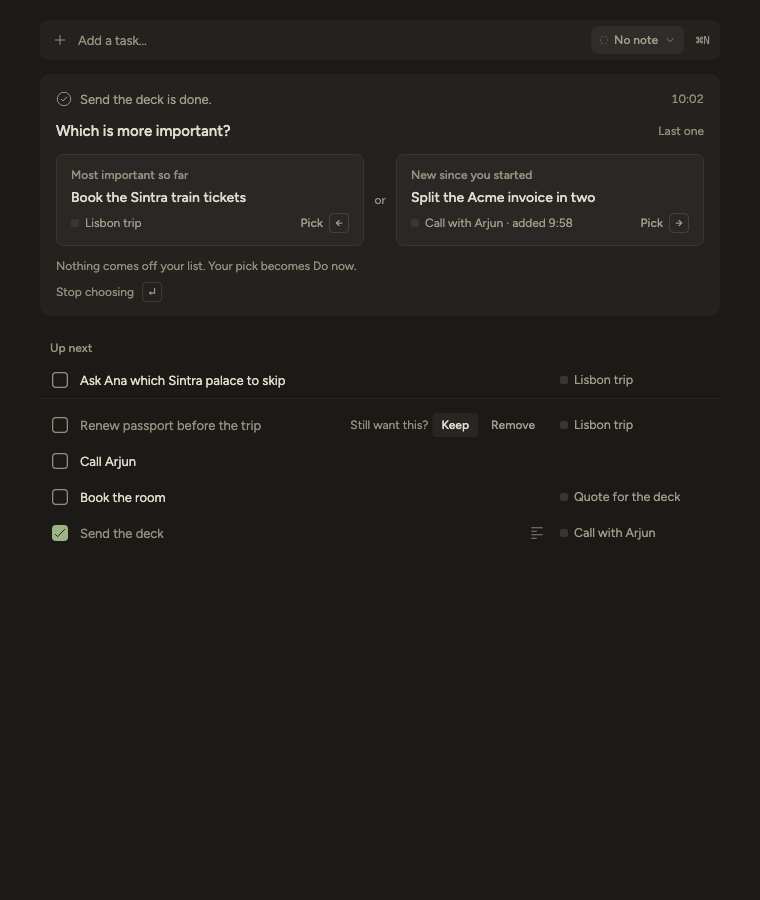 Add a task...
No note
⌘N
Send the deck is done.
10:02
Which is more important?
Last one
Most important so far
Book the Sintra train tickets
Lisbon trip
Pick ←
or
New since you started
Split the Acme invoice in two
Call with Arjun · added 9:58
Pick →
Nothing comes off your list. Your pick becomes Do now.
Stop choosing ↵
Up next
Ask Ana which Sintra palace to skip
Lisbon trip
Renew passport before the trip
Still want this?
Keep
Remove
Lisbon trip
Call Arjun
Book the room
Quote for the deck
Send the deck
Call with Arjun